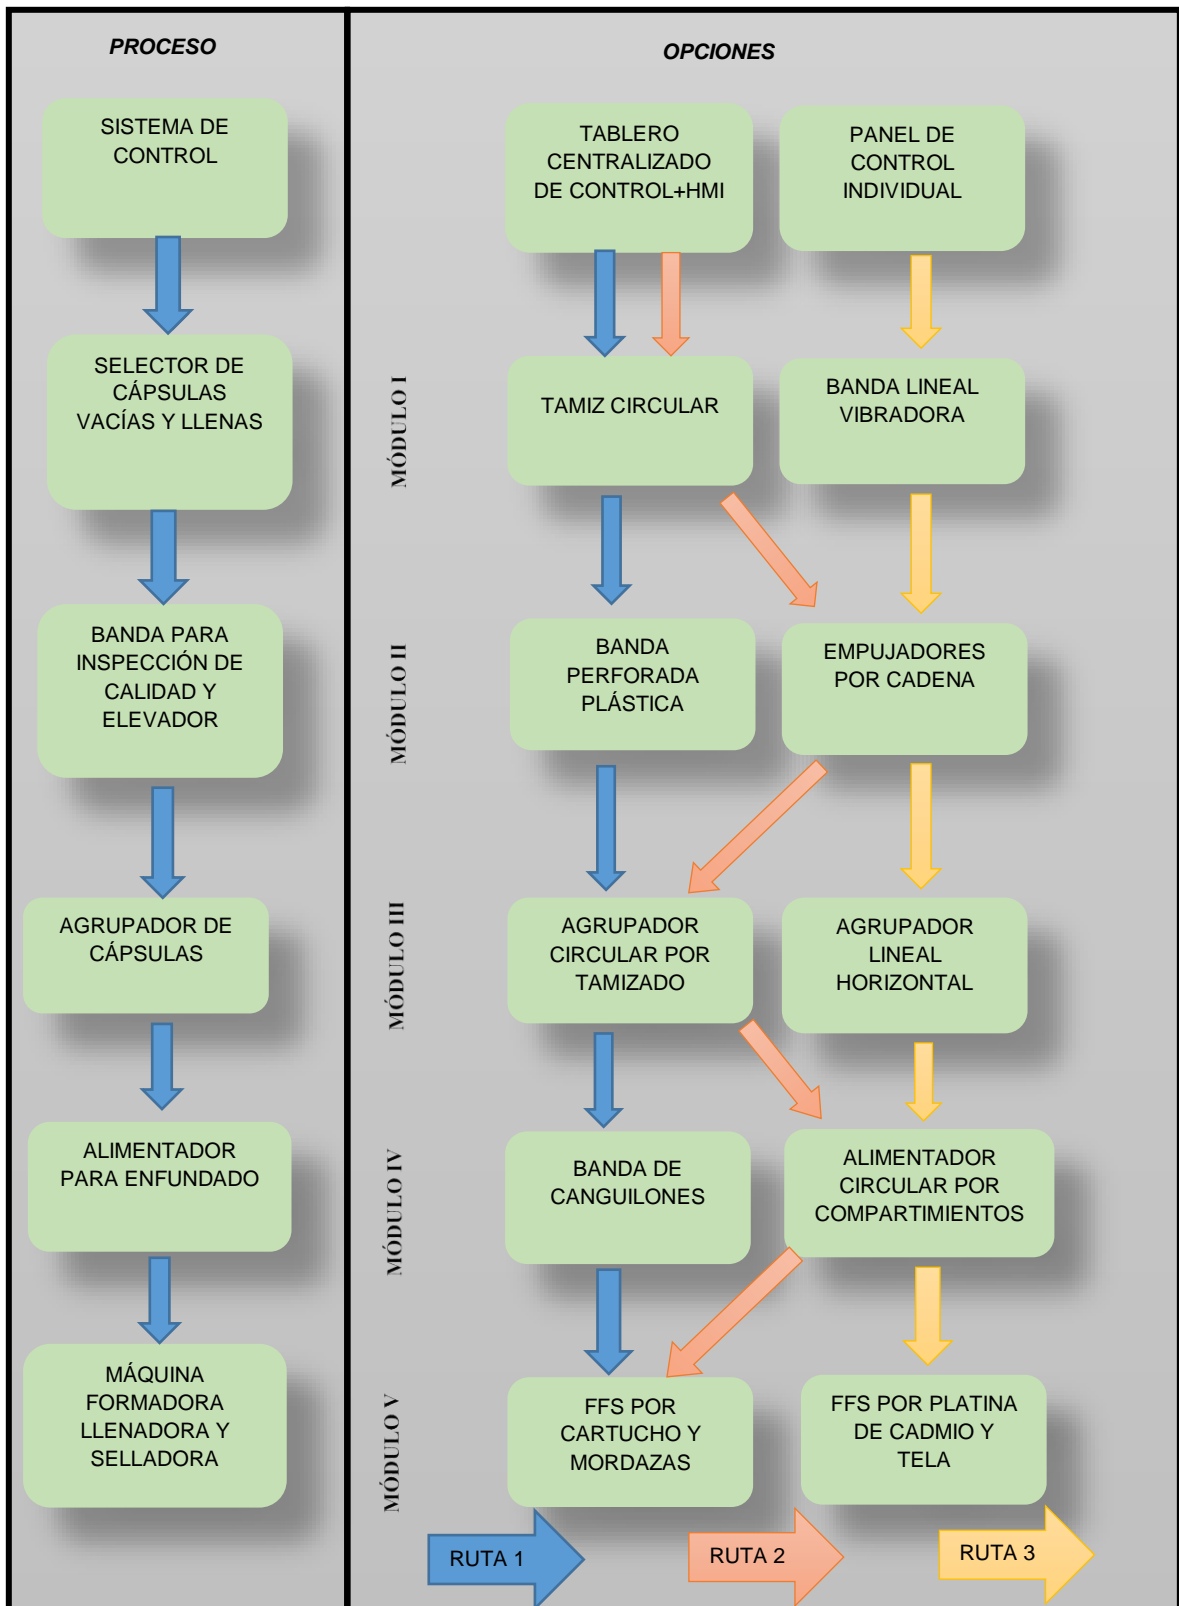 PROCESO
OPCIONES
SISTEMA DE
CONTROL
TABLERO
CENTRALIZADO
DE CONTROL+HMI
PANEL DE
CONTROL
INDIVIDUAL
MÓDULO I
SELECTOR DE
CÁPSULAS
VACÍAS Y LLENAS
TAMIZ CIRCULAR
BANDA LINEAL
VIBRADORA
MÓDULO II
BANDA PARA
INSPECCIÓN DE
CALIDAD Y
ELEVADOR
BANDA
PERFORADA
PLÁSTICA
EMPUJADORES
POR CADENA
MÓDULO III
AGRUPADOR DE
CÁPSULAS
AGRUPADOR
CIRCULAR POR
TAMIZADO
AGRUPADOR
LINEAL
HORIZONTAL
MÓDULO IV
ALIMENTADOR
PARA ENFUNDADO
BANDA DE
CANGUILONES
ALIMENTADOR
CIRCULAR POR
COMPARTIMIENTOS
MÓDULO V
MÁQUINA
FORMADORA
LLENADORA Y
SELLADORA
FFS POR
CARTUCHO Y
MORDAZAS
FFS POR PLATINA
DE CADMIO Y
TELA
RUTA 1
RUTA 2
RUTA 3